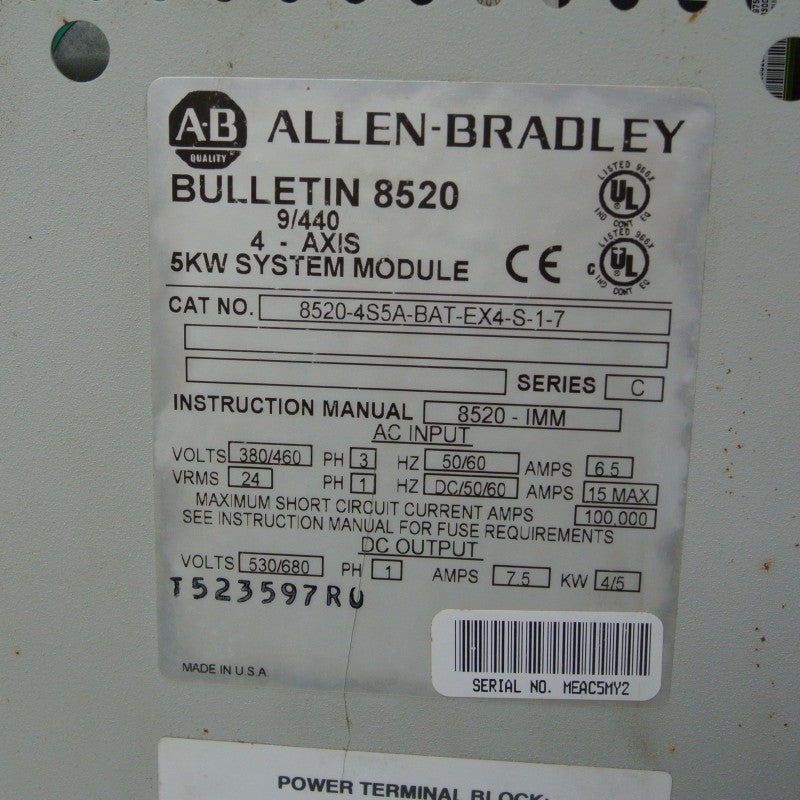 A·B ALLEN-BRADLEY
QUALITY
BULLETIN 8520
9/440
4 - AXIS
5KW SYSTEM MODULE
CE
LISTED 966X
UL
IND CONT EQ
LISTED 966X
C UL
IND CONT EQ
CAT NO. 8520-4S5A-BAT-EX4-S-1-7
SERIES C
INSTRUCTION MANUAL 8520 - IMM
AC INPUT
VOLTS 380/460 PH 3 HZ 50/60 AMPS 6.5
VRMS 24 PH 1 HZ DC/50/60 AMPS 15 MAX
MAXIMUM SHORT CIRCUIT CURRENT AMPS 100,000
SEE INSTRUCTION MANUAL FOR FUSE REQUIREMENTS
DC OUTPUT
VOLTS 530/680 PH 1 AMPS 7.5 KW 4/5
T523597RU
MADE IN U.S.A.
SERIAL NO. MEAC5MY2
POWER TERMINAL BLOCK: